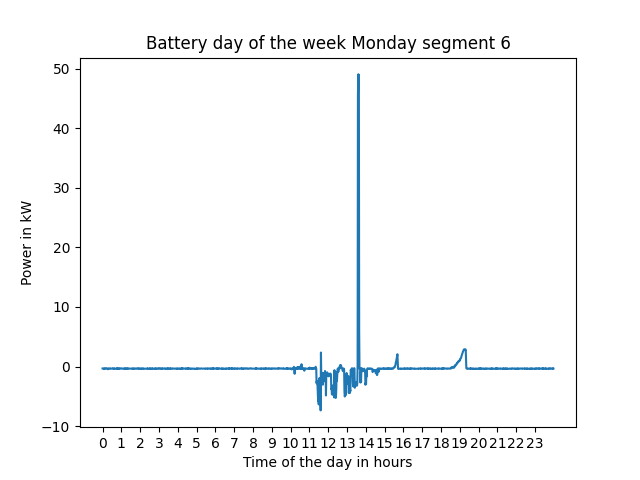 Battery day of the week Monday segment 6
50
40
30
20
10
0
−10
Power in kW
0 1 2 3 4 5 6 7 8 9 10 11 12 13 14 15 16 17 18 19 20 21 22 23
Time of the day in hours